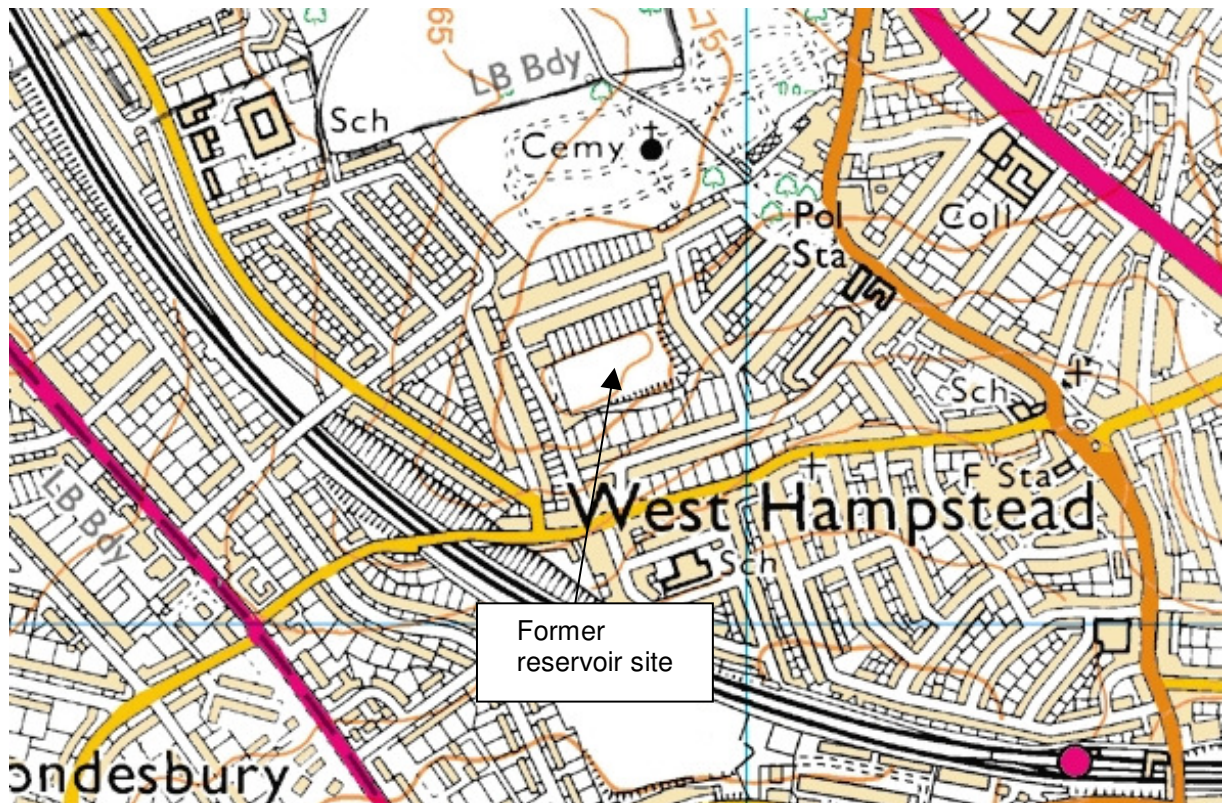 65
75
LB Bdy
Sch
Cemy
Pol
Sta
Coll
Sch
LB Bdy
F Sta
West Hampstead
Sch
Former
reservoir site
ondesbury